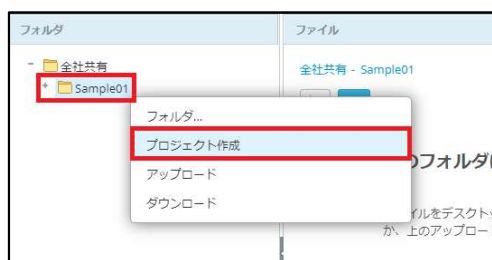 フォルダ
ファイル
全社共有
全社共有 - Sample01
Sample01
フォルダ...
プロジェクト作成
のフォルダ
アップロード
イルをデスクト
ダウンロード
か、上のアップロー